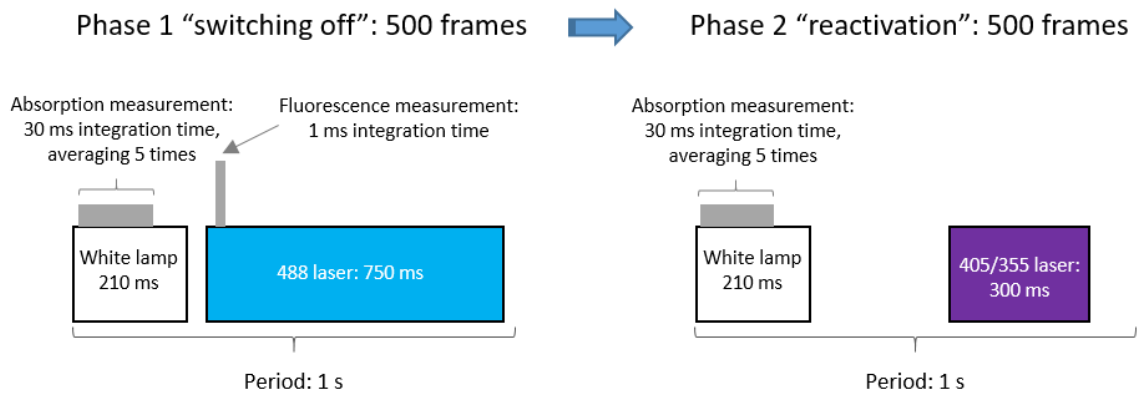 Phase 1 “switching off”: 500 frames
Phase 2 “reactivation”: 500 frames
Absorption measurement:
30 ms integration time,
averaging 5 times
Fluorescence measurement:
1 ms integration time
White lamp
210 ms
488 laser: 750 ms
Period: 1 s
Absorption measurement:
30 ms integration time,
averaging 5 times
White lamp
210 ms
405/355 laser:
300 ms
Period: 1 s